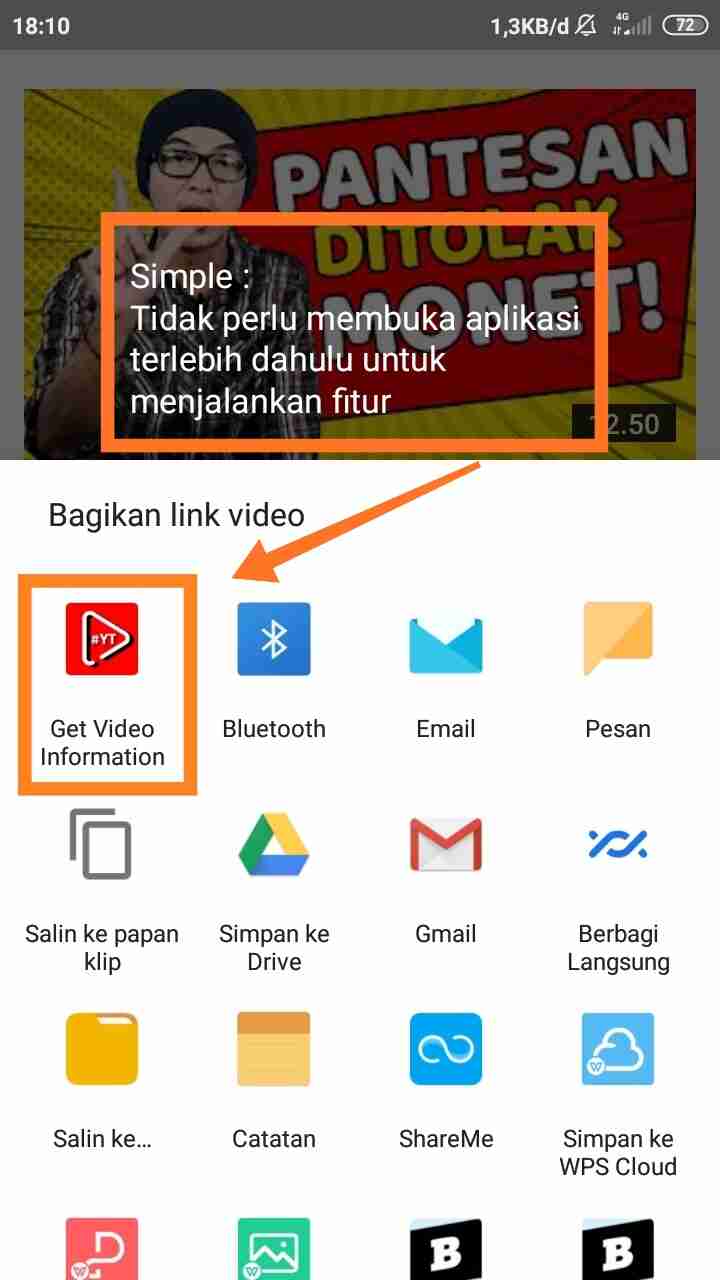 18:10
1,3KB/d
4G
72
PANTESAN
DITOLAK
MONET!
Simple :
Tidak perlu membuka aplikasi
terlebih dahulu untuk
menjalankan fitur
12.50
Bagikan link video
#YT
Get Video
Information
Bluetooth
Email
Pesan
Salin ke papan
klip
Simpan ke
Drive
Gmail
Berbagi
Langsung
Salin ke...
Catatan
ShareMe
Simpan ke
WPS Cloud
W
W
W
B
B